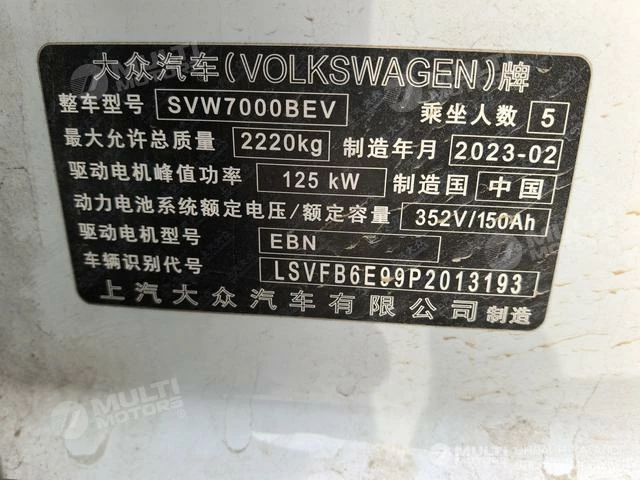 大众汽车(VOLKSWAGEN)牌
整车型号 SVW7000BEV 乘坐人数 5
最大允许总质量 2220kg 制造年月 2023-02
驱动电机峰值功率 125 kW 制造国 中国
动力电池系统额定电压/额定容量 352V/150Ah
驱动电机型号 EBN
车辆识别代号 LSVFB6E99P2013193
上汽大众汽车有限公司 制造
MULTI MOTORS
MULTI MOTORS
MULTI